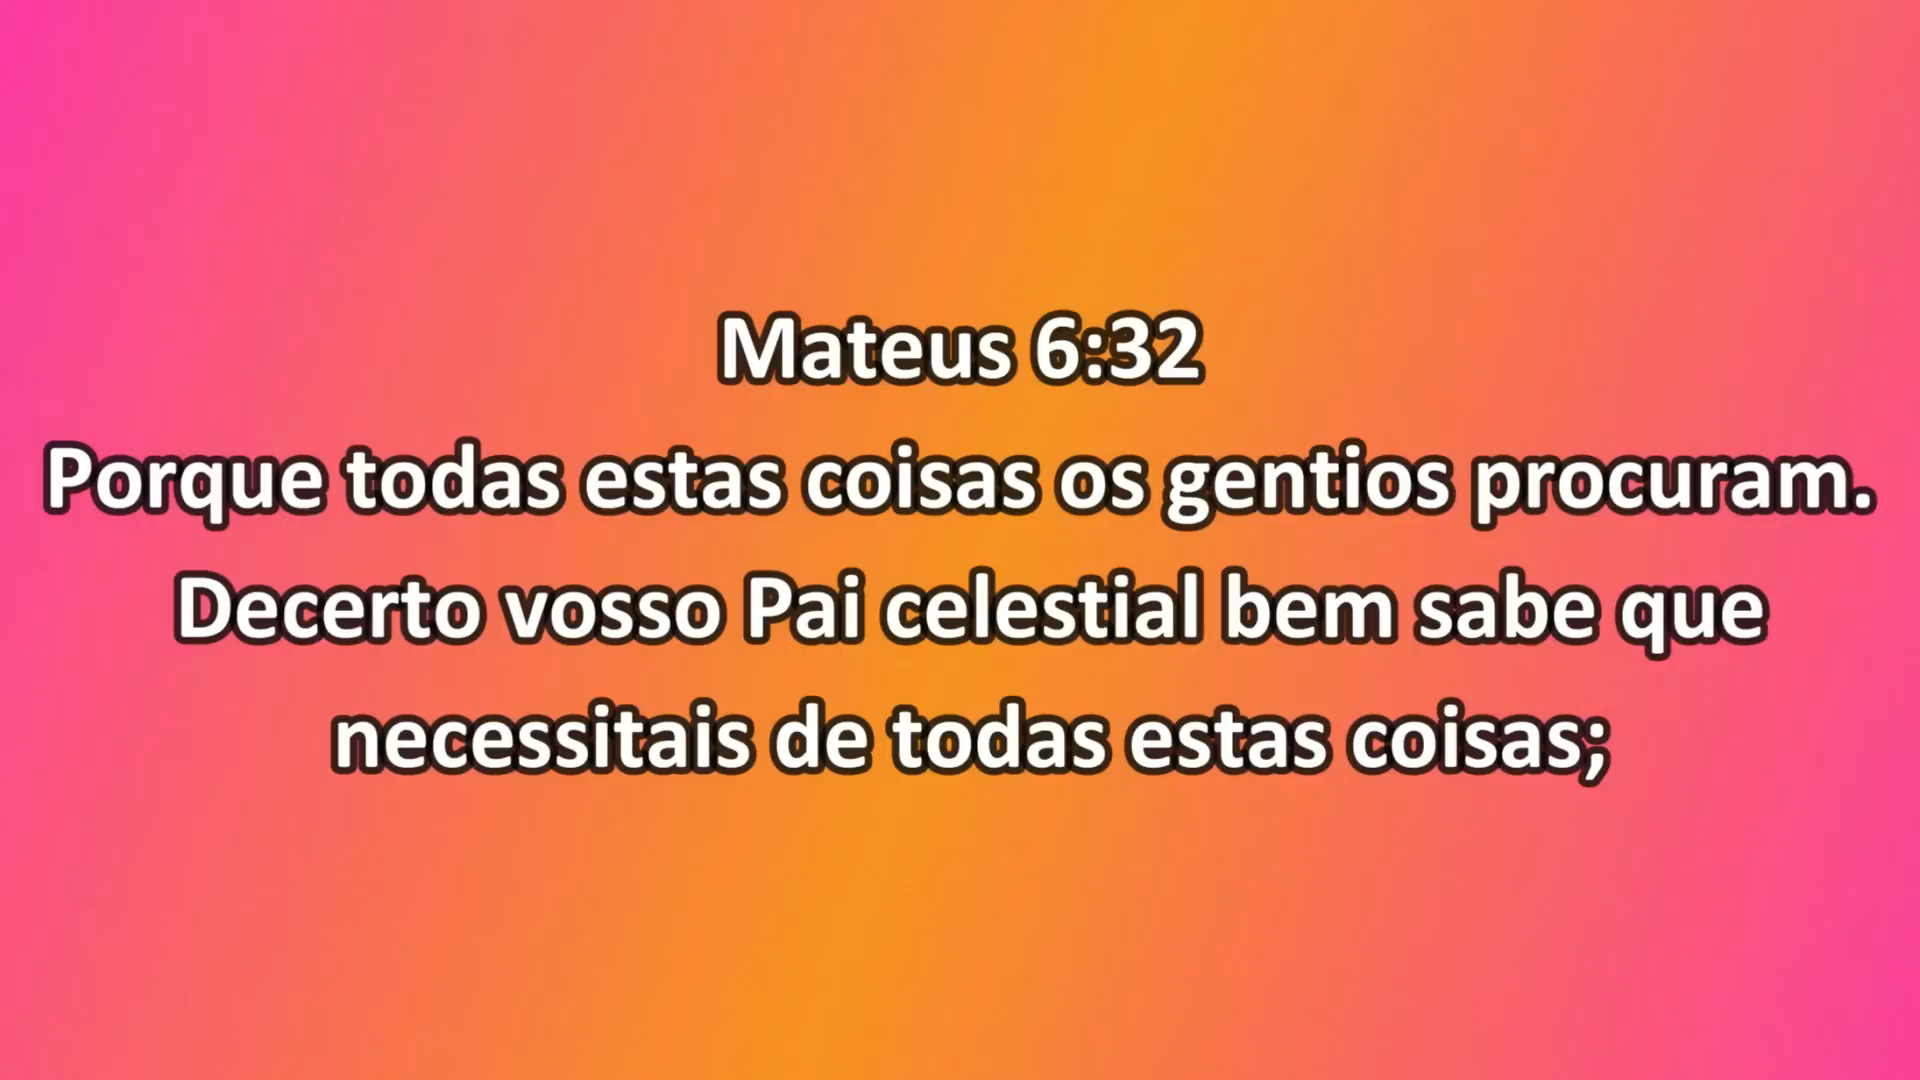 Mateus 6:32
Porque todas estas coisas os gentios procuram.
Decerto vosso Pai celestial bem sabe que
necessitais de todas estas coisas;